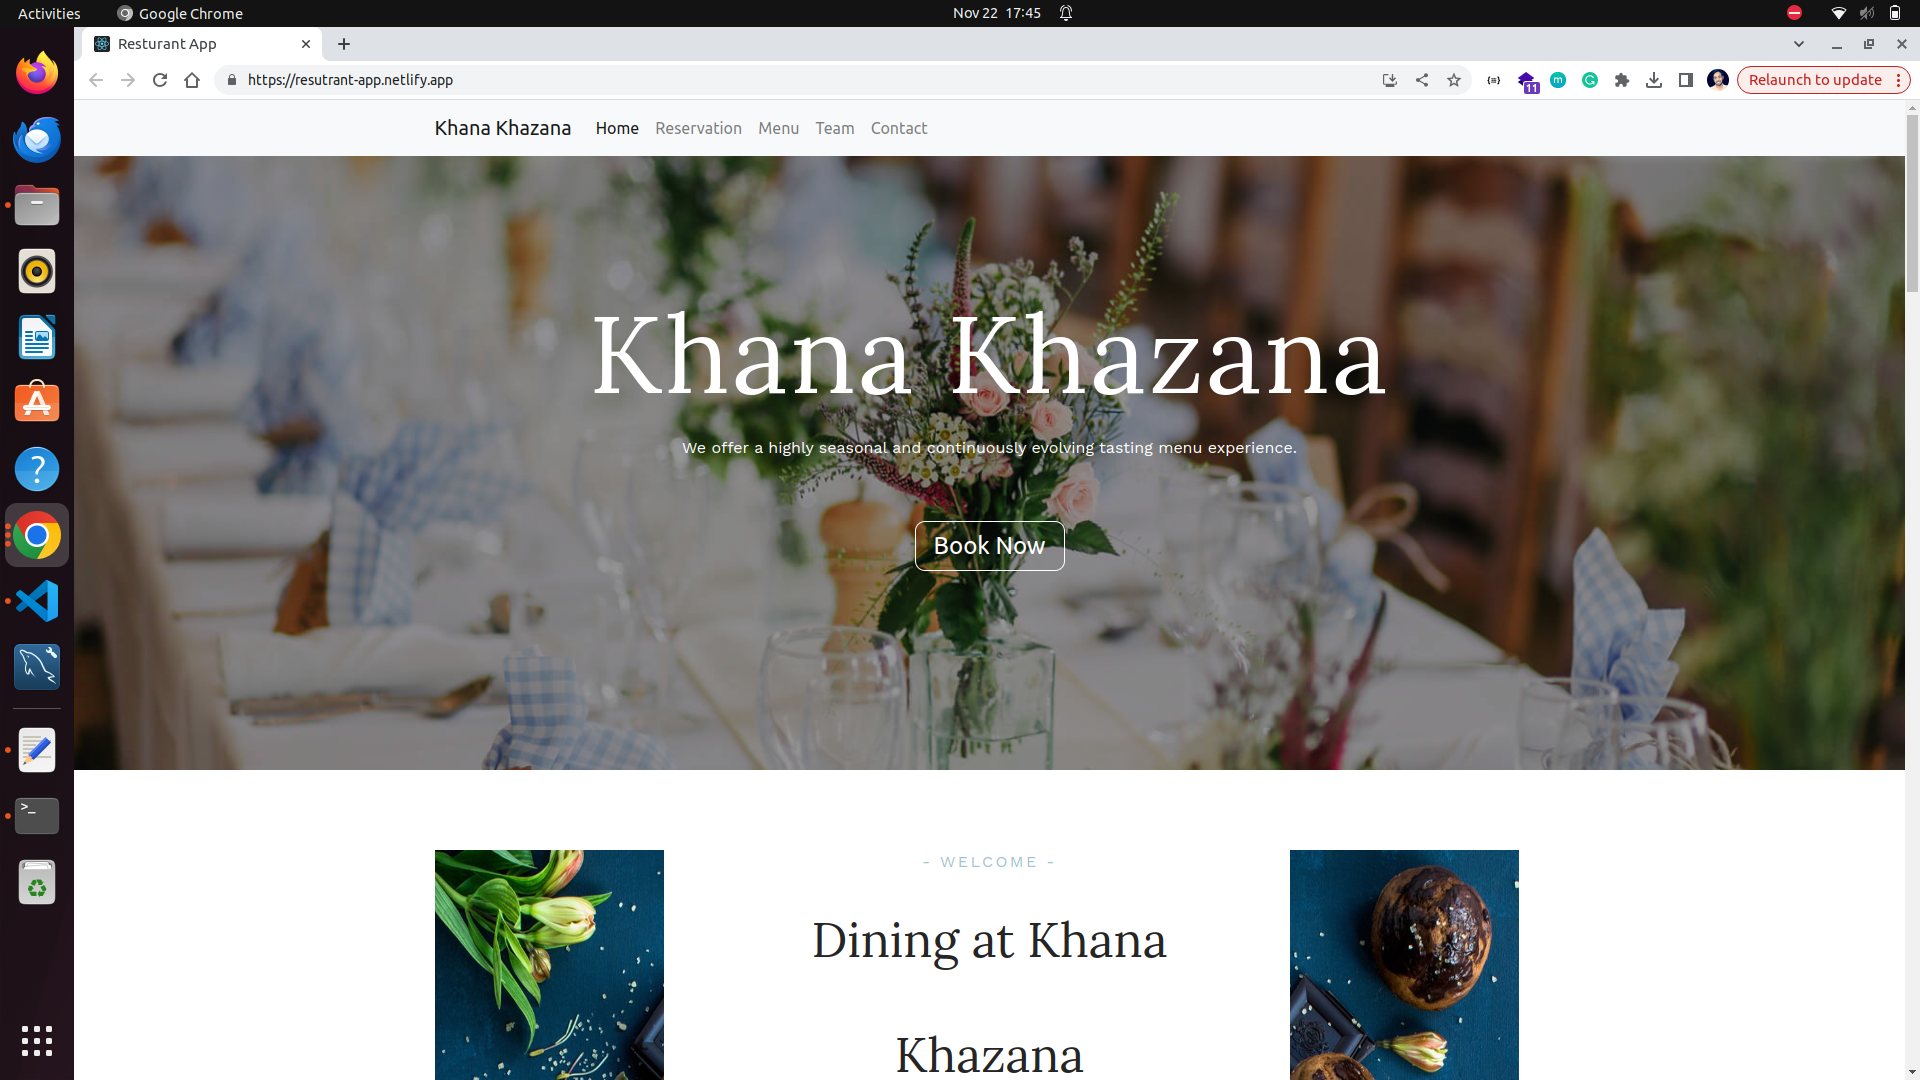 Activities
Google Chrome
Nov 22 17:45
Resturant App
https://resutrant-app.netlify.app
11
m
G
Relaunch to update
Khana Khazana
Home
Reservation
Menu
Team
Contact
Khana Khazana
We offer a highly seasonal and continuously evolving tasting menu experience.
Book Now
- WELCOME -
Dining at Khana
Khazana